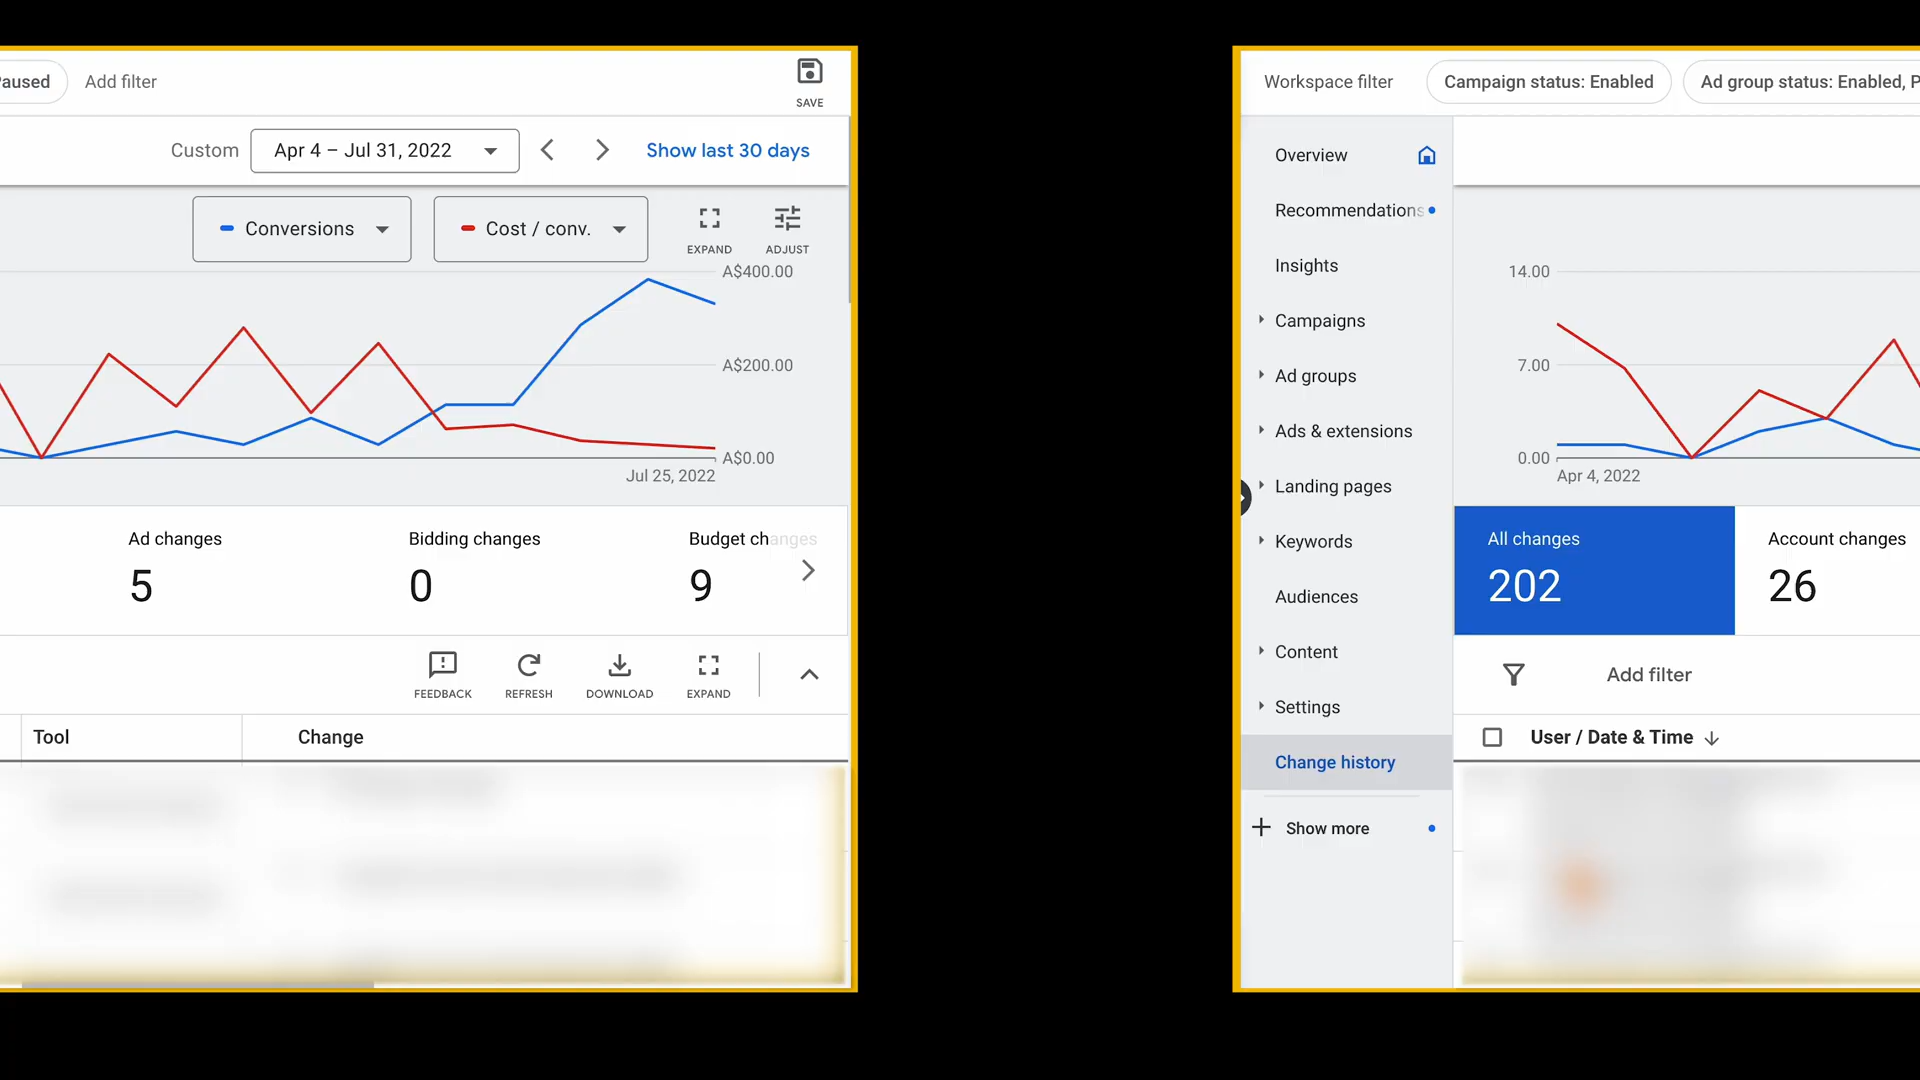 Paused
Add filter
SAVE
Custom
Apr 4 – Jul 31, 2022
Show last 30 days
Conversions
Cost / conv.
EXPAND
ADJUST
A$400.00
A$200.00
A$0.00
Jul 25, 2022
Ad changes
5
Bidding changes
0
Budget changes
9
FEEDBACK
REFRESH
DOWNLOAD
EXPAND
Tool
Change
Workspace filter
Campaign status: Enabled
Ad group status: Enabled, P
Overview
Recommendations
Insights
Campaigns
Ad groups
Ads & extensions
Landing pages
Keywords
Audiences
Content
Settings
Change history
Show more
14.00
7.00
0.00
Apr 4, 2022
All changes
202
Account changes
26
Add filter
User / Date & Time